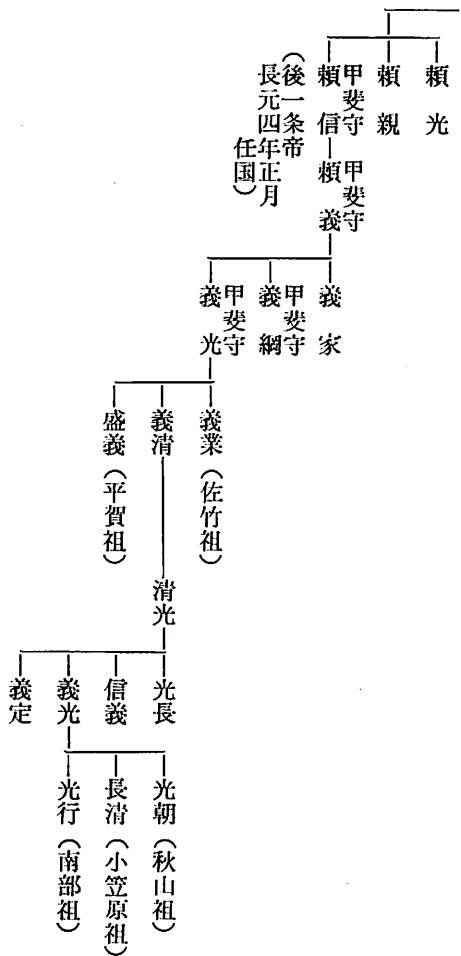 頼光
頼親
甲斐守
頼信
(後一条帝
長元四年正月
任国)
甲斐守
頼義
義家
甲斐守
義綱
甲斐守
義光
義業(佐竹祖)
義清
盛義(平賀祖)
清光
光長
信義
義光
義定
光朝(秋山祖)
長清(小笠原祖)
光行(南部祖)